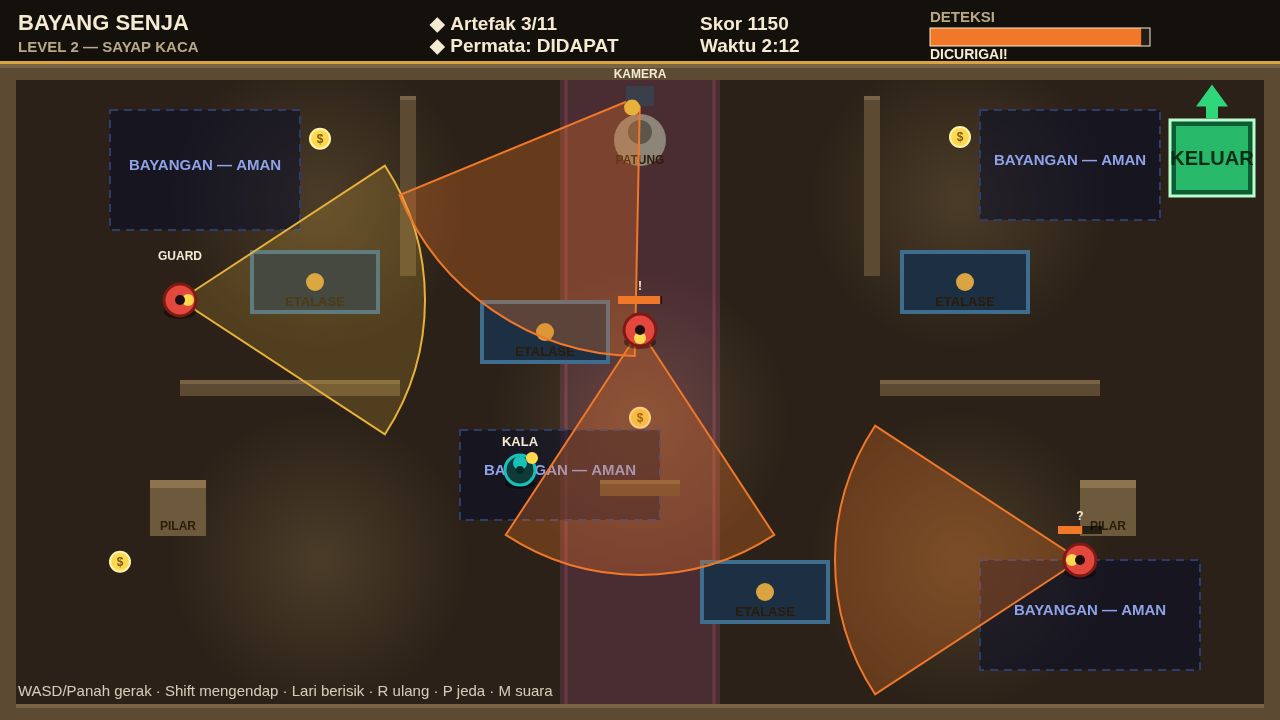 BAYANG SENJA
LEVEL 2 — SAYAP KACA
◆ Artefak 3/11
◆ Permata: DIDAPAT
Skor 1150
Waktu 2:12
DETEKSI
DICURIGAI!
KAMERA
PATUNG
BAYANGAN — AMAN
$
$
BAYANGAN — AMAN
KELUAR
GUARD
ETALASE
!
ETALASE
ETALASE
$
KALA
BAYANGAN — AMAN
PILAR
?
PILAR
$
ETALASE
BAYANGAN — AMAN
WASD/Panah gerak · Shift mengendap · Lari berisik · R ulang · P jeda · M suara